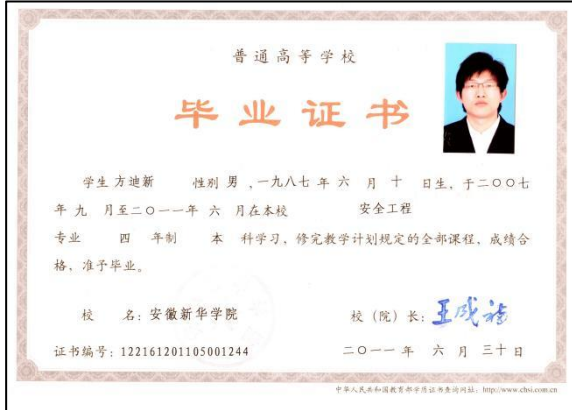 普通高等学校
毕业证书
学生 方迪新 性别 男 ，一九八七 年 六 月 十 日生，于二〇〇七
年 九 月至二〇一一年 六 月在本校 安全工程
专业 四 年制 本 科学习，修完教学计划规定的全部课程，成绩合
格，准予毕业。
校 名：安徽新华学院 校（院）长：
证书编号：122161201105001244 二〇一一 年 六 月 三十 日
中华人民共和国教育部学历证书查询网址：http://www.chsi.com.cn